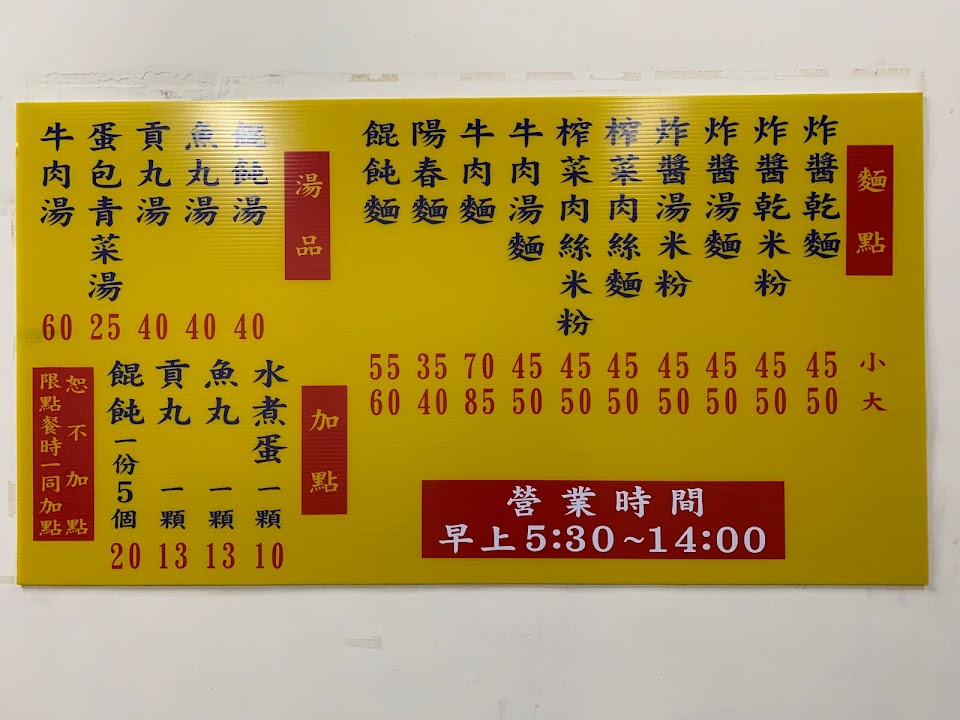 麵點
炸醬乾麵
炸醬乾米粉
炸醬湯麵
炸醬湯米粉
榨菜肉絲麵
榨菜肉絲米粉
牛肉湯麵
牛肉麵
陽春麵
餛飩麵
55 35 70 45 45 45 45 45 45 45 小
60 40 85 50 50 50 50 50 50 50 大
營業時間
早上5:30~14:00
湯品
餛飩湯
魚丸湯
貢丸湯
蛋包青菜湯
牛肉湯
60 25 40 40 40
加點
水煮蛋一顆
魚丸 一顆
貢丸 一顆
餛飩一份5個
20 13 13 10
恕不加點
限點餐時一同加點